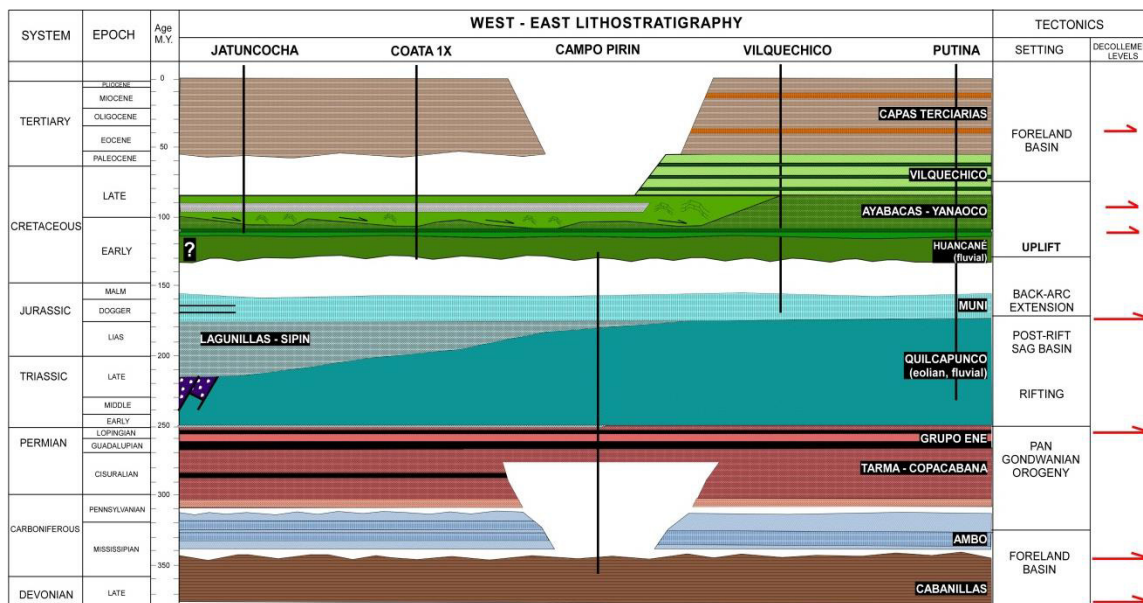 WEST - EAST LITHOSTRATIGRAPHY
TECTONICS
SYSTEM
EPOCH
Age
M.Y.
JATUNCOCHA
COATA 1X
CAMPO PIRIN
VILQUECHICO
PUTINA
SETTING
DECOLLEME
LEVELS
TERTIARY
CRETACEOUS
JURASSIC
TRIASSIC
PERMIAN
CARBONIFEROUS
DEVONIAN
PLIOCENE
MIOCENE
OLIGOCENE
EOCENE
PALEOCENE
LATE
EARLY
MALM
DOGGER
LIAS
LATE
MIDDLE
EARLY
LOPINGIAN
GUADALUPIAN
CISURALIAN
PENNSYLVANIAN
MISSISSIPIAN
LATE
0
50
100
150
200
250
300
350
CAPAS TERCIARIAS
VILQUECHICO
AYABACAS - YANAOCO
?
HUANCANÉ
(fluvial)
MUNI
LAGUNILLAS - SIPIN
QUILCAPUNCO
(eolian, fluvial)
GRUPO ENE
TARMA - COPACABANA
AMBO
CABANILLAS
FORELAND
BASIN
UPLIFT
BACK-ARC
EXTENSION
POST-RIFT
SAG BASIN
RIFTING
PAN
GONDWANIAN
OROGENY
FORELAND
BASIN